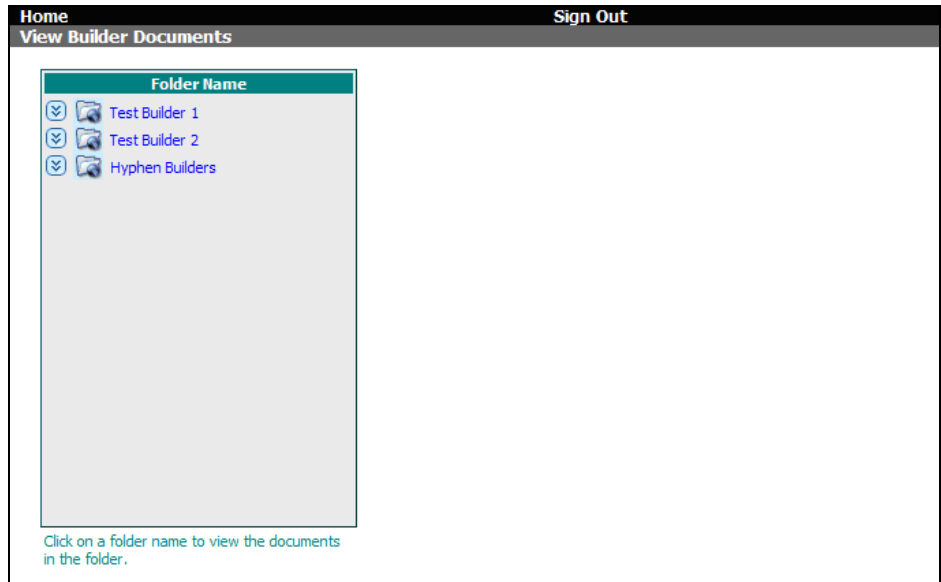 Home Sign Out
View Builder Documents
Folder Name
Test Builder 1
Test Builder 2
Hyphen Builders
Click on a folder name to view the documents
in the folder.